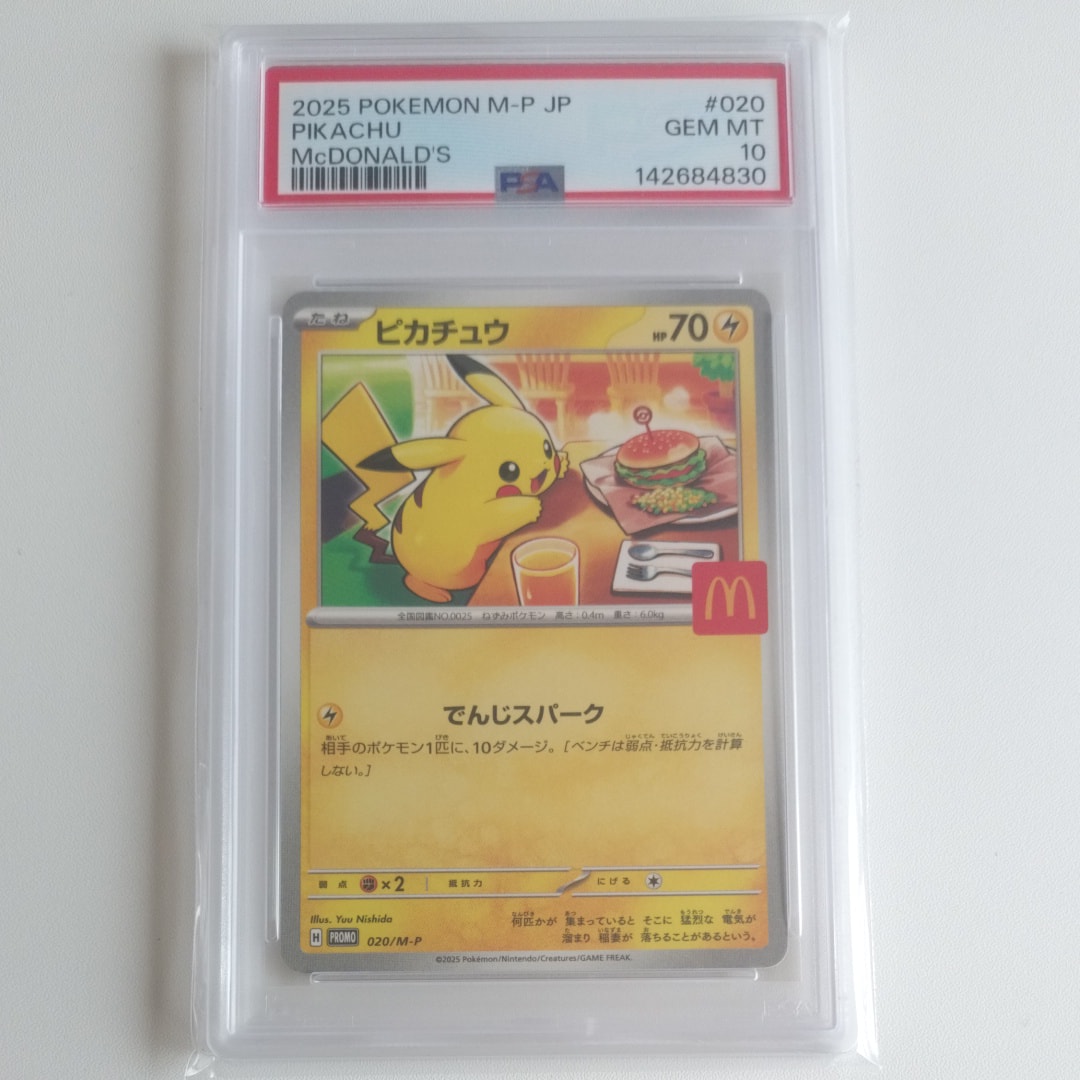 2025 POKEMON M-P JP #020
PIKACHU GEM MT
McDONALD'S 10
PSA 142684830
たね ピカチュウ HP70
M
全国図鑑NO.0025 ねずみポケモン 高さ：0.4m 重さ：6.0kg
でんじスパーク
相手のポケモン1匹に、10ダメージ。［ベンチは弱点・抵抗力を計算
しない。］
弱点 ×2 抵抗力 にげる
Illus. Yuu Nishida
何匹かが 集まっていると そこに 猛烈な 電気が
溜まり 稲妻が 落ちることがあるという。
H PROMO 020/M-P
©2025 Pokémon/Nintendo/Creatures/GAME FREAK.